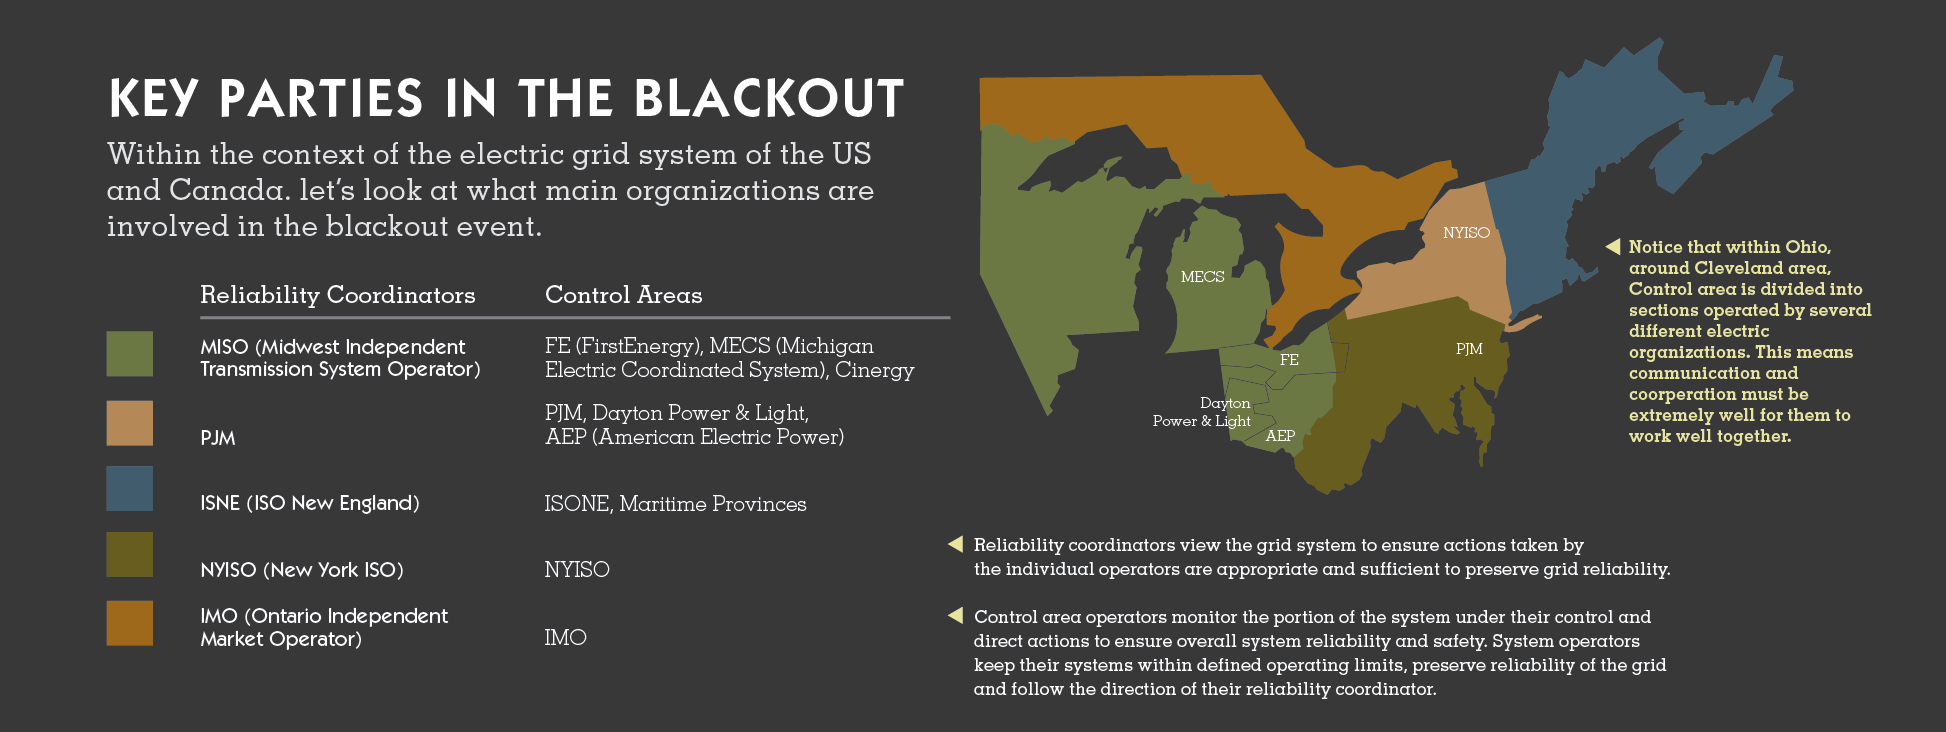 KEY PARTIES IN THE BLACKOUT
Within the context of the electric grid system of the US
and Canada. let's look at what main organizations are
involved in the blackout event.
Reliability Coordinators
Control Areas
MISO (Midwest Independent
Transmission System Operator)
FE (FirstEnergy), MECS (Michigan
Electric Coordinated System), Cinergy
PJM
PJM, Dayton Power & Light,
AEP (American Electric Power)
ISNE (ISO New England)
ISONE, Maritime Provinces
NYISO (New York ISO)
NYISO
IMO (Ontario Independent
Market Operator)
IMO
NYISO
MECS
PJM
FE
Dayton
Power & Light
AEP
Notice that within Ohio,
around Cleveland area,
Control area is divided into
sections operated by several
different electric
organizations. This means
communication and
coorperation must be
extremely well for them to
work well together.
Reliability coordinators view the grid system to ensure actions taken by
the individual operators are appropriate and sufficient to preserve grid reliability.
Control area operators monitor the portion of the system under their control and
direct actions to ensure overall system reliability and safety. System operators
keep their systems within defined operating limits, preserve reliability of the grid
and follow the direction of their reliability coordinator.